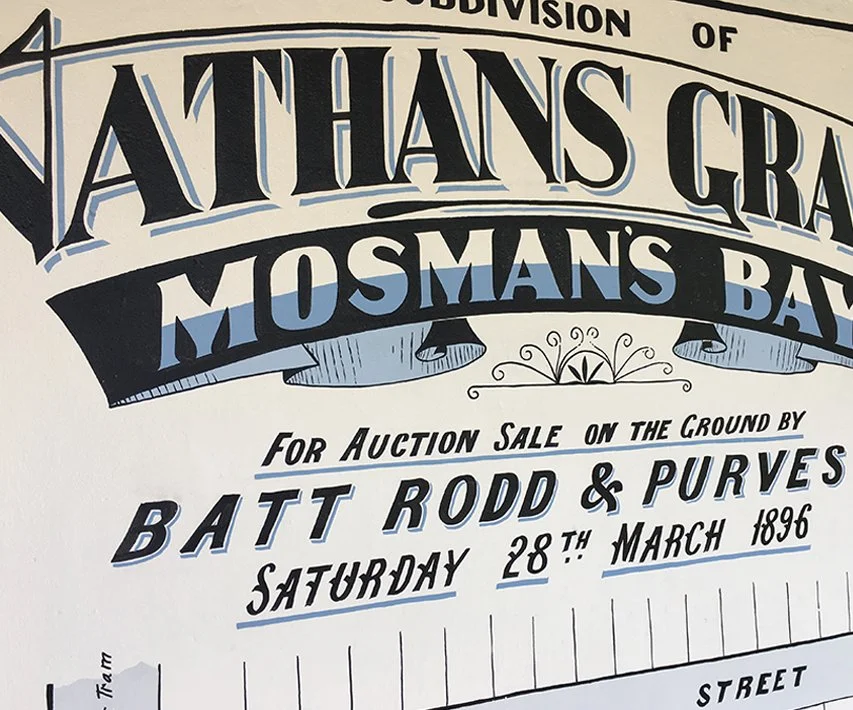 SUBDIVISION OF
NATHANS GRA
MOSMAN'S BAY
FOR AUCTION SALE ON THE GROUND BY
BATT RODD & PURVES
SATURDAY 28TH MARCH 1896
Tram
STREET